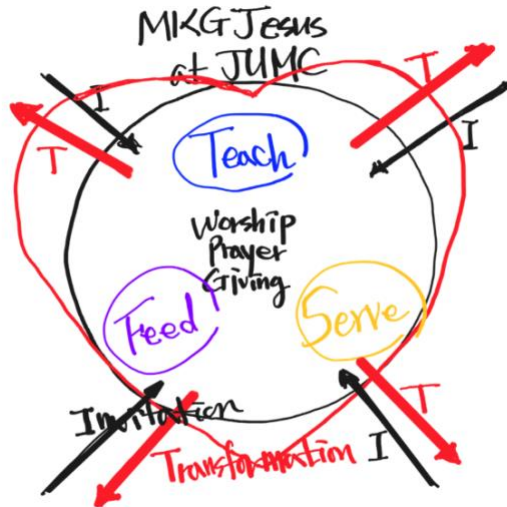 MKG Jesus
at JUMC
I
T
T
I
Teach
Worship
Prayer
Giving
Feed
Serve
Invitation
Transformation
I
T